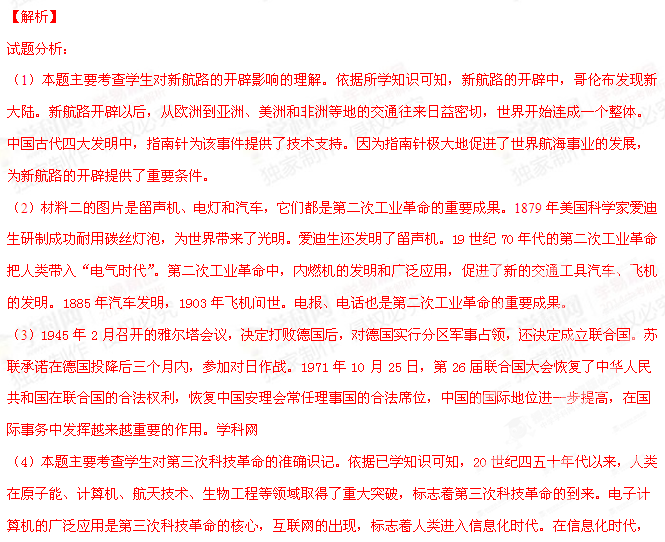 【解析】
试题分析：
（1）本题主要考查学生对新航路的开辟影响的理解。依据所学知识可知，新航路的开辟中，哥伦布发现新
大陆。新航路开辟以后，从欧洲到亚洲、美洲和非洲等地的交通往来日益密切，世界开始连成一个整体。
中国古代四大发明中，指南针为该事件提供了技术支持。因为指南针极大地促进了世界航海事业的发展，
为新航路的开辟提供了重要条件。
（2）材料二的图片是留声机、电灯和汽车，它们都是第二次工业革命的重要成果。1879 年美国科学家爱迪
生研制成功耐用碳丝灯泡，为世界带来了光明。爱迪生还发明了留声机。19 世纪 70 年代的第二次工业革命
把人类带入“电气时代”。第二次工业革命中，内燃机的发明和广泛应用，促进了新的交通工具汽车、飞机
的发明。1885 年汽车发明，1903 年飞机问世。电报、电话也是第二次工业革命的重要成果。
（3）1945 年 2 月召开的雅尔塔会议，决定打败德国后，对德国实行分区军事占领，还决定成立联合国。苏
联承诺在德国投降后三个月内，参加对日作战。1971 年 10 月 25 日，第 26 届联合国大会恢复了中华人民
共和国在联合国的合法权利，恢复中国安理会常任理事国的合法席位，中国的国际地位进一步提高，在国
际事务中发挥越来越重要的作用。学科网
（4）本题主要考查学生对第三次科技革命的准确识记。依据已学知识可知，20 世纪四五十年代以来，人类
在原子能、计算机、航天技术、生物工程等领域取得了重大突破，标志着第三次科技革命的到来。电子计
算机的广泛应用是第三次科技革命的核心，互联网的出现，标志着人类进入信息化时代。在信息化时代，